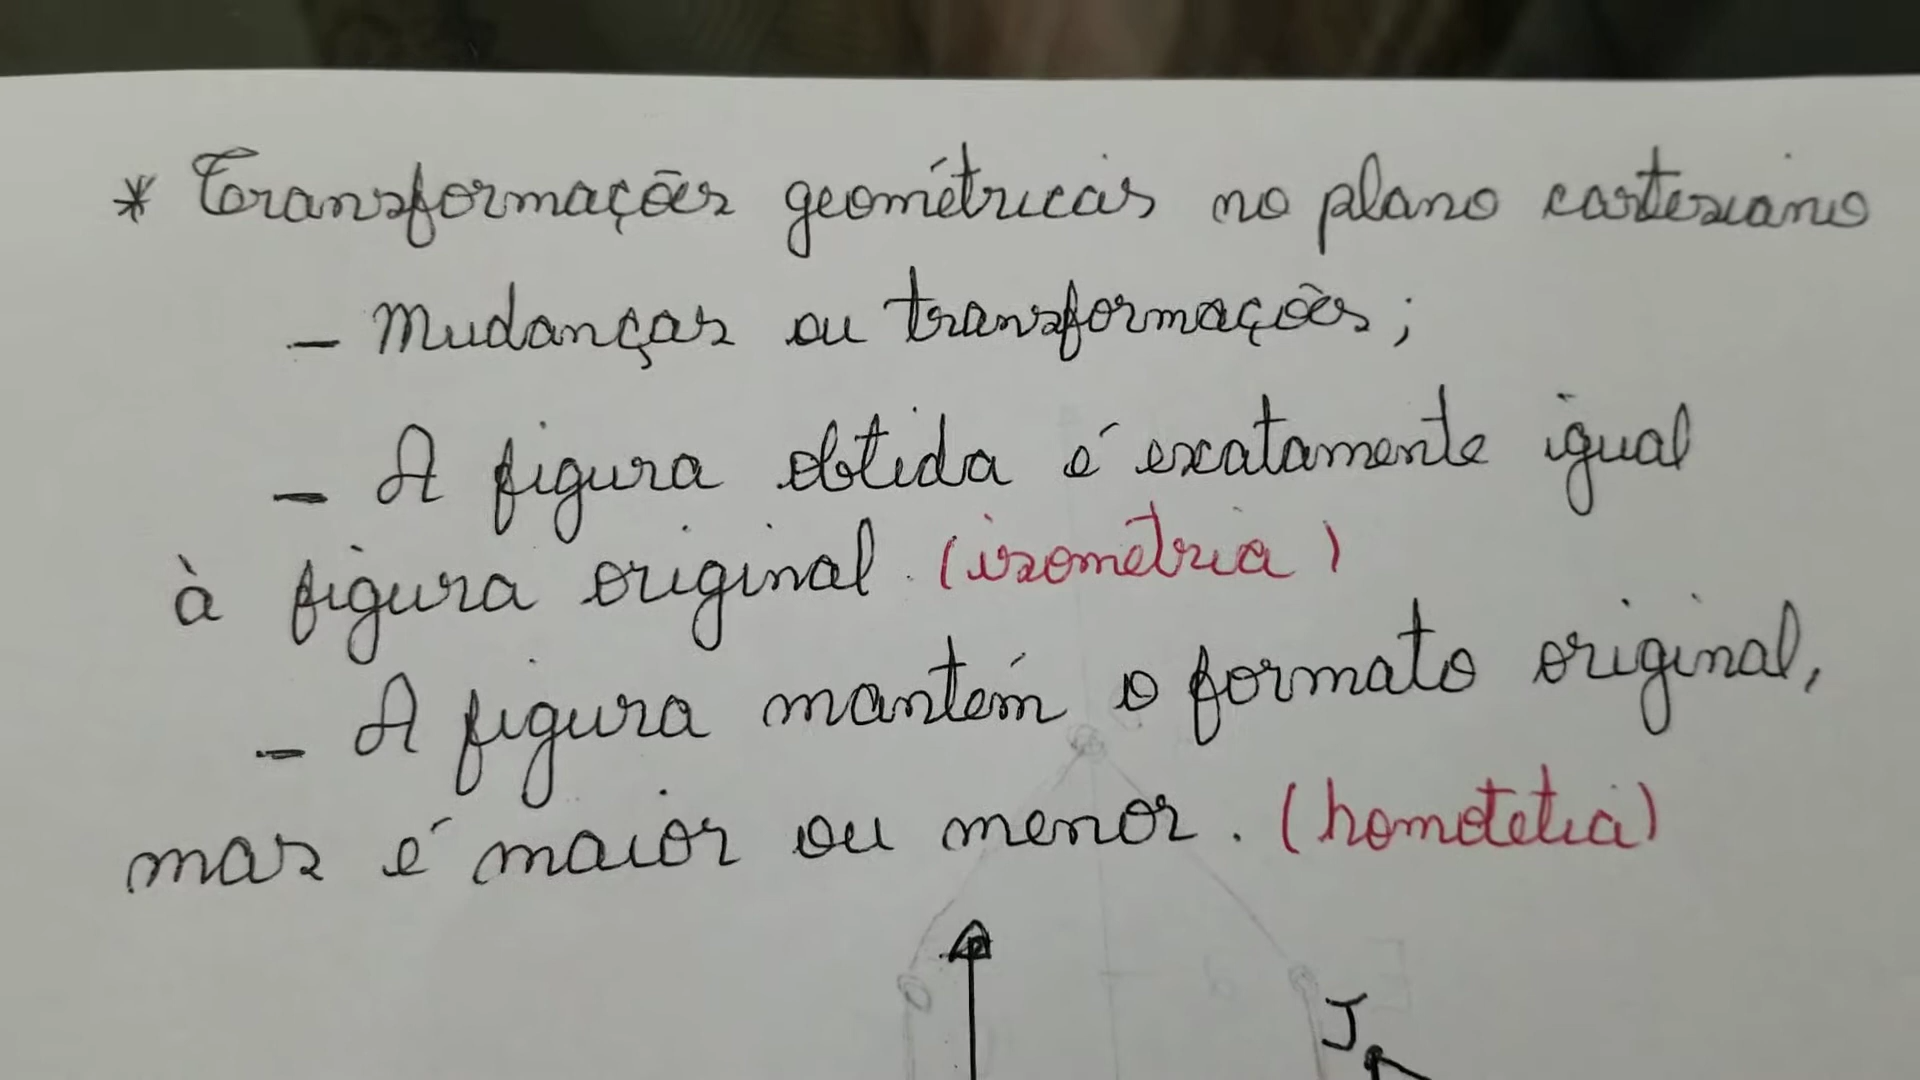 * Transformações geométricas no plano cartesiano
- Mudanças ou transformações;
- A figura obtida é exatamente igual
à figura original. (isometria)
- A figura mantém o formato original,
mas é maior ou menor. (homotetia)
J